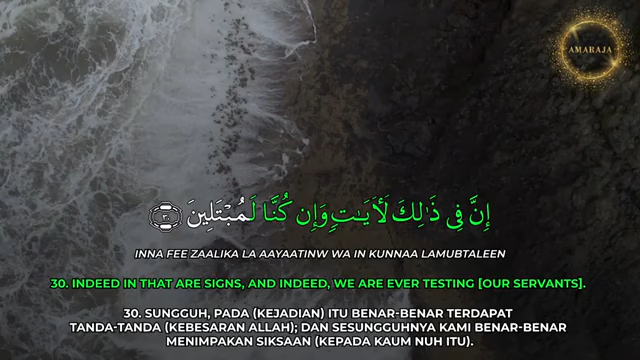 AMARAJA
إِنَّ فِى ذَٰلِكَ لَأَيَـٰتٍ وَإِن كُنَّا لَمُبْتَلِينَ ٣٠
INNA FEE ZAALIKA LA AAYAATINW WA IN KUNNAA LAMUBTALEEN
30. INDEED IN THAT ARE SIGNS, AND INDEED, WE ARE EVER TESTING [OUR SERVANTS].
30. SUNGGUH, PADA (KEJADIAN) ITU BENAR-BENAR TERDAPAT
TANDA-TANDA (KEBESARAN ALLAH); DAN SESUNGGUHNYA KAMI BENAR-BENAR
MENIMPAKAN SIKSAAN (KEPADA KAUM NUH ITU).